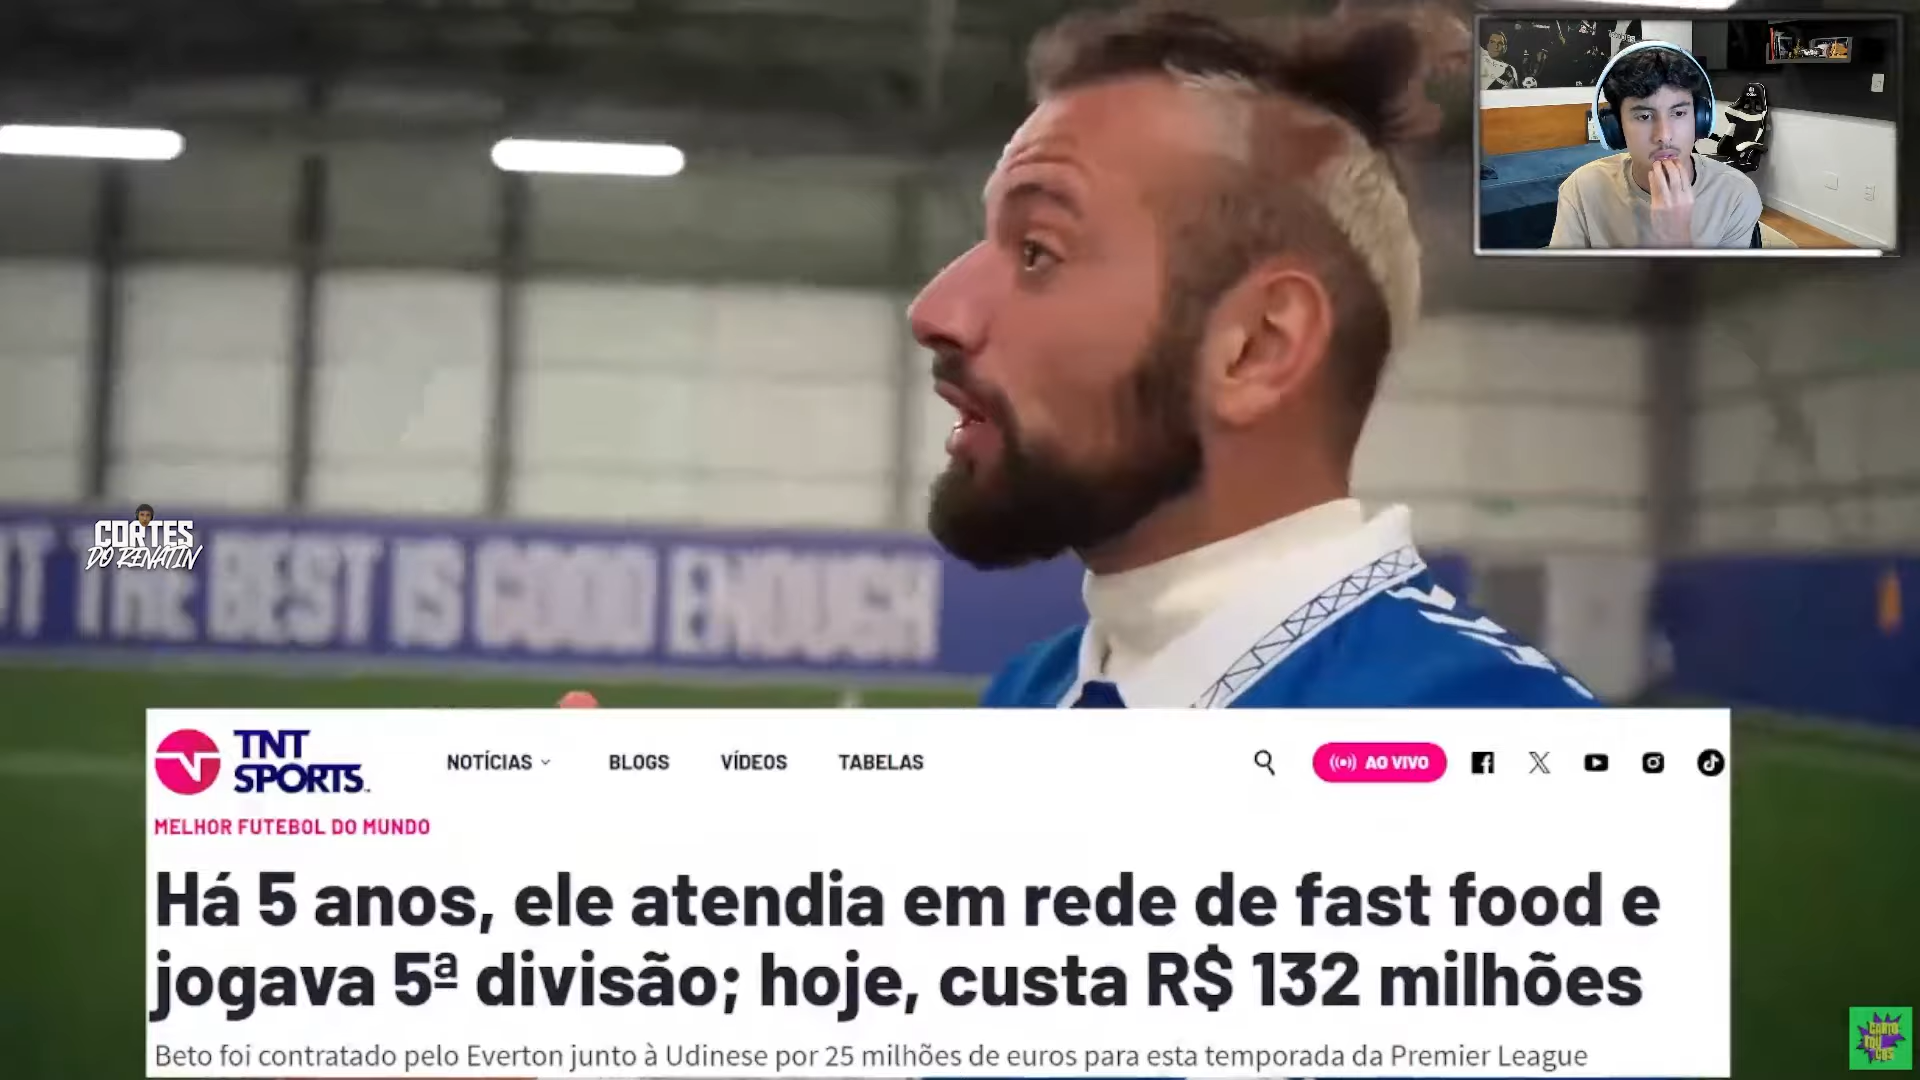 T THE BEST IS GOOD ENOUGH
CORTES
DO RENATIN
TNT
SPORTS
NOTÍCIAS
BLOGS
VÍDEOS
TABELAS
AO VIVO
MELHOR FUTEBOL DO MUNDO
Há 5 anos, ele atendia em rede de fast food e
jogava 5ª divisão; hoje, custa R$ 132 milhões
Beto foi contratado pelo Everton junto à Udinese por 25 milhões de euros para esta temporada da Premier League